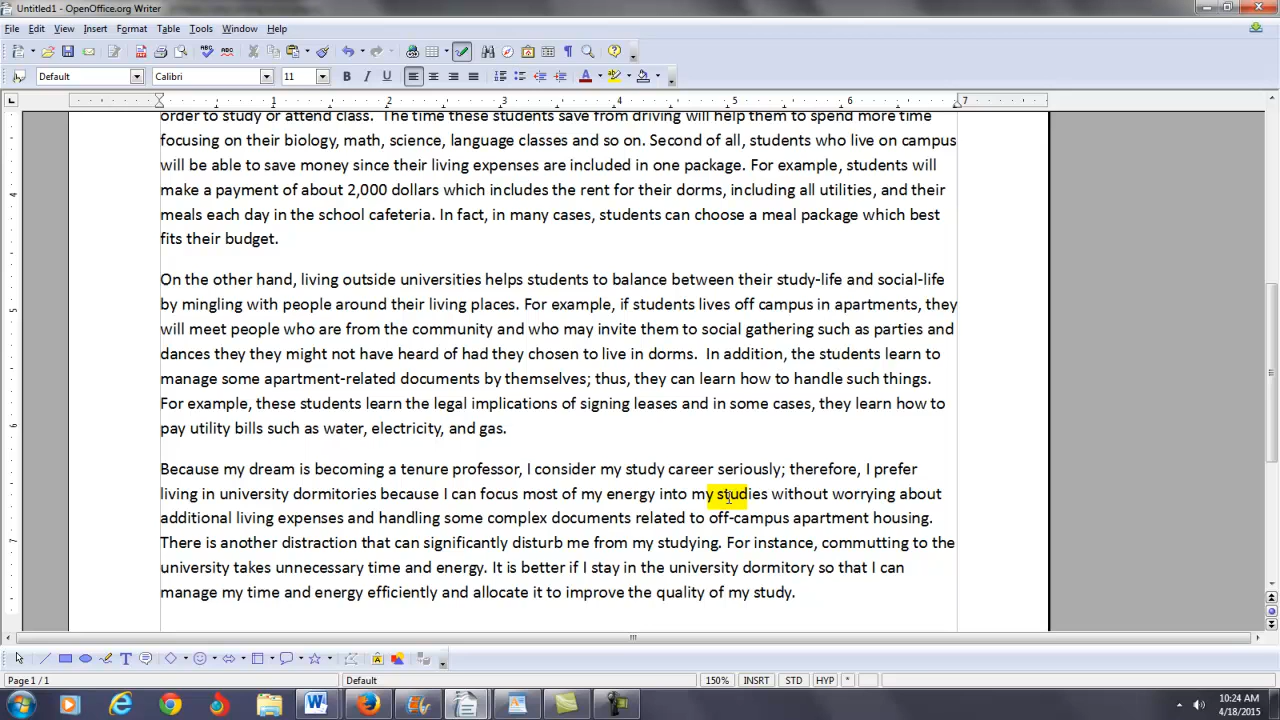 Untitled1 - OpenOffice.org Writer
File Edit View Insert Format Table Tools Window Help
Default Calibri 11
1 2 3 4 5 6 7
order to study or attend class.  The time these students save from driving will help them to spend more time
focusing on their biology, math, science, language classes and so on. Second of all, students who live on campus
will be able to save money since their living expenses are included in one package. For example, students will
make a payment of about 2,000 dollars which includes the rent for their dorms, including all utilities, and their
meals each day in the school cafeteria. In fact, in many cases, students can choose a meal package which best
fits their budget.
On the other hand, living outside universities helps students to balance between their study-life and social-life
by mingling with people around their living places. For example, if students lives off campus in apartments, they
will meet people who are from the community and who may invite them to social gathering such as parties and
dances they they might not have heard of had they chosen to live in dorms.  In addition, the students learn to
manage some apartment-related documents by themselves; thus, they can learn how to handle such things.
For example, these students learn the legal implications of signing leases and in some cases, they learn how to
pay utility bills such as water, electricity, and gas.
Because my dream is becoming a tenure professor, I consider my study career seriously; therefore, I prefer
living in university dormitories because I can focus most of my energy into my studies without worrying about
additional living expenses and handling some complex documents related to off-campus apartment housing.
There is another distraction that can significantly disturb me from my studying. For instance, commutting to the
university takes unnecessary time and energy. It is better if I stay in the university dormitory so that I can
manage my time and energy efficiently and allocate it to improve the quality of my study.
4
5
6
7
Page 1 / 1 Default 150% INSRT STD HYP *
10:24 AM
4/18/2015